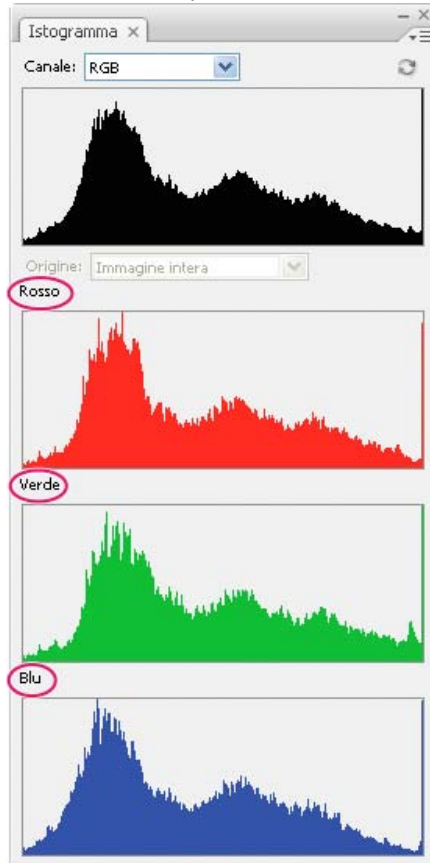 Istogramma
Canale: RGB
Origine: Immagine intera
Rosso
Verde
Blu